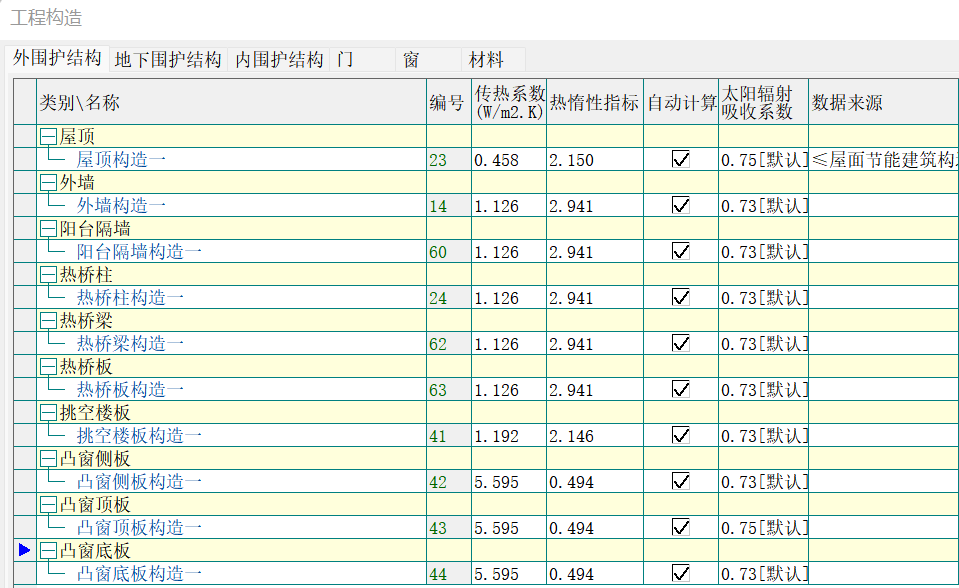 工程构造
外围护结构 地下围护结构 内围护结构 门 窗 材料
类别\名称 编号 传热系数(W/m2.K) 热惰性指标 自动计算 太阳辐射吸收系数 数据来源
屋顶
屋顶构造一 23 0.458 2.150 0.75[默认] ≤屋面节能建筑构
外墙
外墙构造一 14 1.126 2.941 0.73[默认]
阳台隔墙
阳台隔墙构造一 60 1.126 2.941 0.73[默认]
热桥柱
热桥柱构造一 24 1.126 2.941 0.73[默认]
热桥梁
热桥梁构造一 62 1.126 2.941 0.73[默认]
热桥板
热桥板构造一 63 1.126 2.941 0.73[默认]
挑空楼板
挑空楼板构造一 41 1.192 2.146 0.73[默认]
凸窗侧板
凸窗侧板构造一 42 5.595 0.494 0.73[默认]
凸窗顶板
凸窗顶板构造一 43 5.595 0.494 0.75[默认]
凸窗底板
凸窗底板构造一 44 5.595 0.494 0.73[默认]